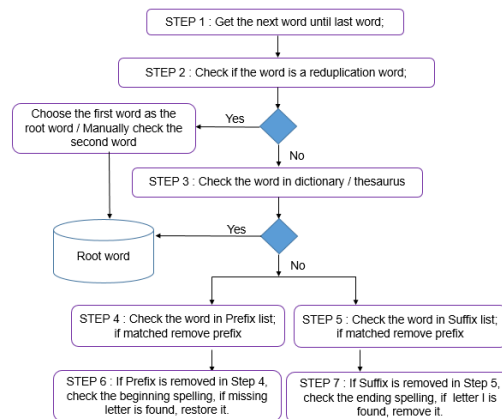 STEP 1 : Get the next word until last word;
STEP 2 : Check if the word is a reduplication word;
Choose the first word as the
root word / Manually check the
second word
Yes
No
STEP 3 : Check the word in dictionary / thesaurus
Yes
Root word
No
STEP 4 : Check the word in Prefix list;
if matched remove prefix
STEP 5 : Check the word in Suffix list;
if matched remove prefix
STEP 6 : If Prefix is removed in Step 4,
check the beginning spelling, if missing
letter is found, restore it.
STEP 7 : If Suffix is removed in Step 5,
check the ending spelling, if letter I is
found, remove it.